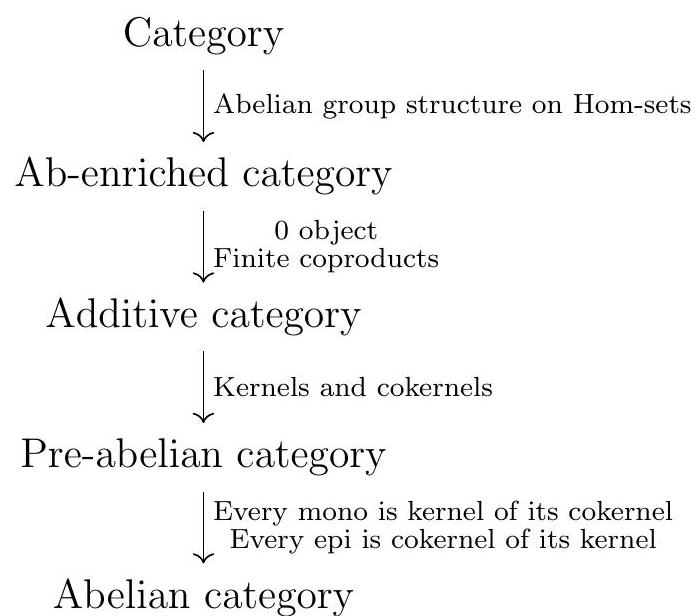 Category
Abelian group structure on Hom-sets
Ab-enriched category
0 object
Finite coproducts
Additive category
Kernels and cokernels
Pre-abelian category
Every mono is kernel of its cokernel
Every epi is cokernel of its kernel
Abelian category